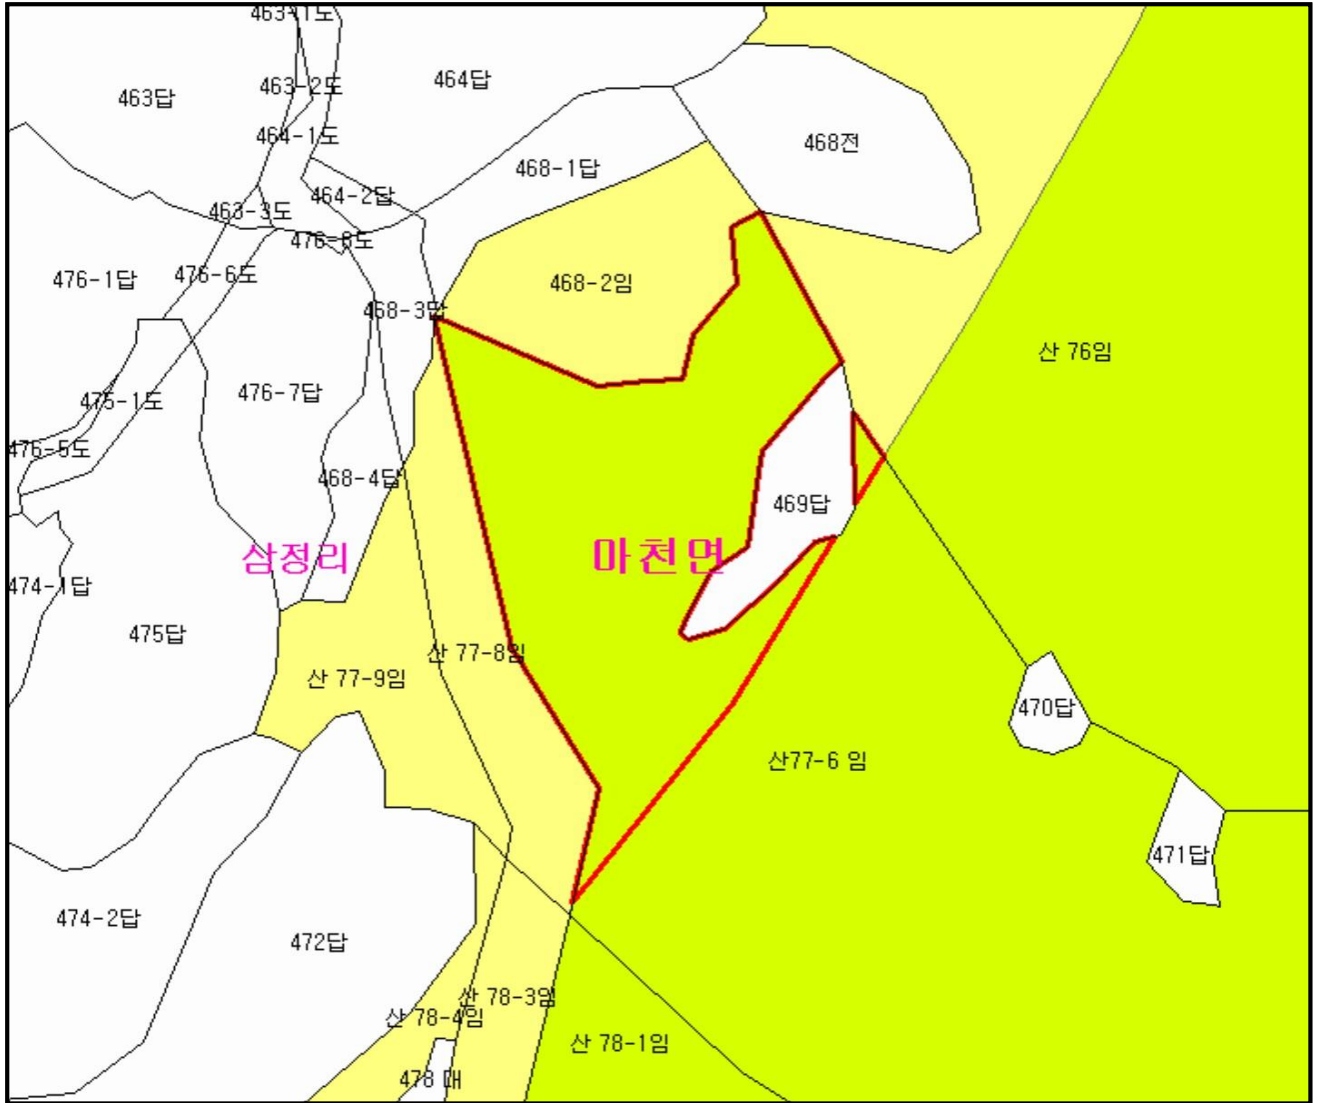 463-1도
464답
463-2도
463답
464-1도
468전
468-1답
464-2답
463-3도
476-8도
476-6도
476-1답
468-2임
468-3답
산 76임
476-7답
475-1도
476-5도
468-4답
469답
삼정리
마천면
474-1답
475답
산 77-8임
산 77-9임
470답
산77-6 임
471답
474-2답
472답
산 78-3임
산 78-4임
산 78-1임
478 대